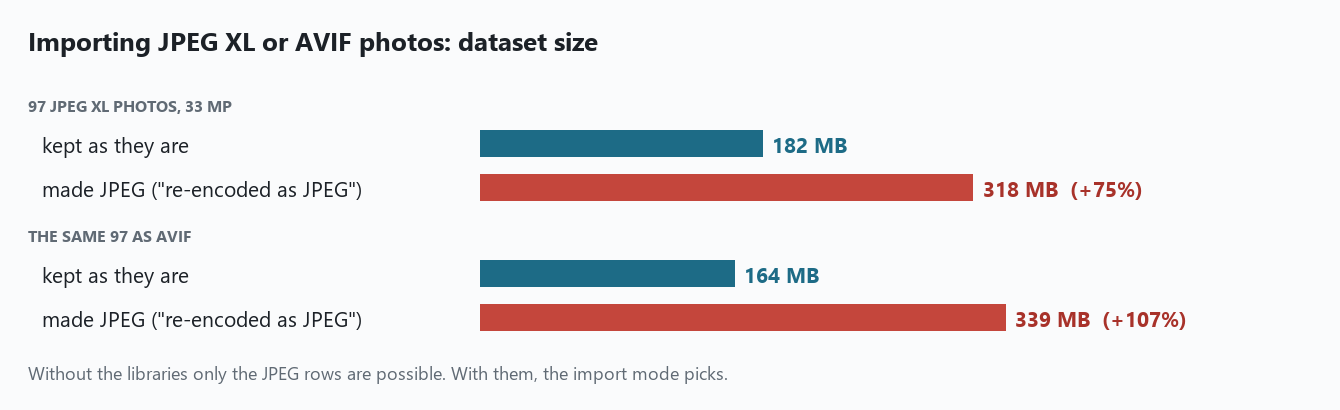 Importing JPEG XL or AVIF photos: dataset size
97 JPEG XL PHOTOS, 33 MP
kept as they are 182 MB
made JPEG ("re-encoded as JPEG") 318 MB (+75%)
THE SAME 97 AS AVIF
kept as they are 164 MB
made JPEG ("re-encoded as JPEG") 339 MB (+107%)
Without the libraries only the JPEG rows are possible. With them, the import mode picks.